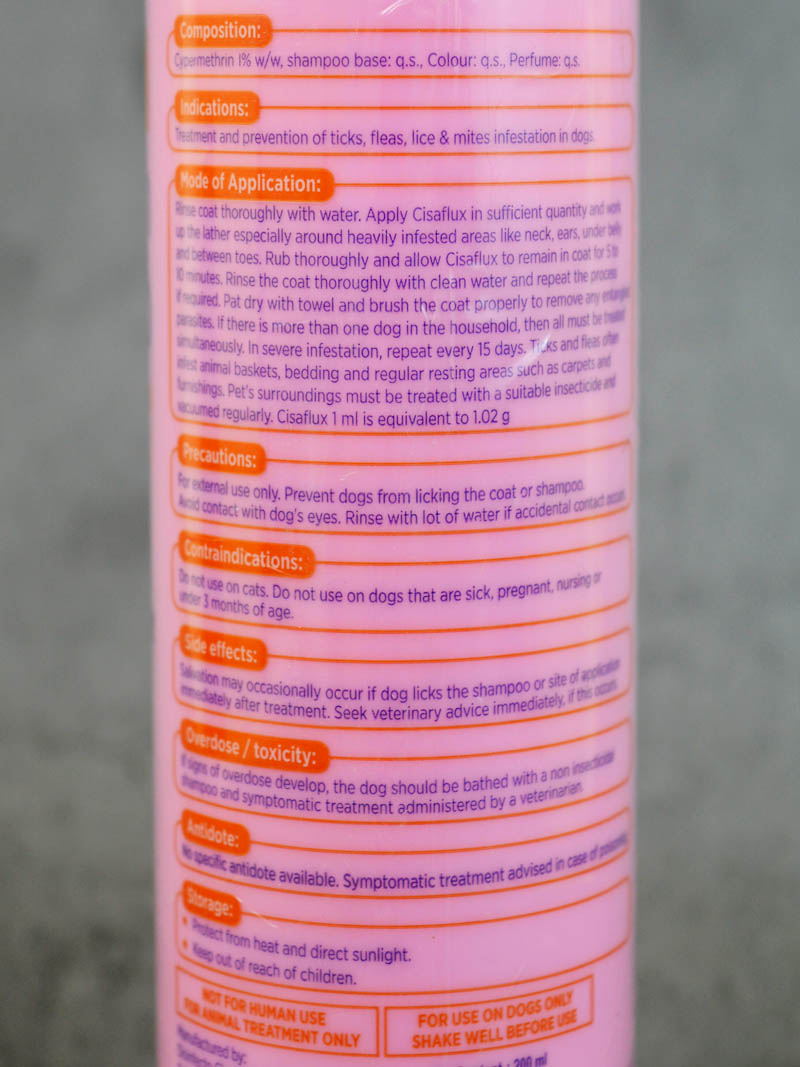 Composition:
Cypermethrin 1% w/w, shampoo base: q.s., Colour: q.s., Perfume: q.s.
Indications:
Treatment and prevention of ticks, fleas, lice & mites infestation in dogs.
Mode of Application:
Rinse coat thoroughly with water. Apply Cisaflux in sufficient quantity and work
up the lather especially around heavily infested areas like neck, ears, under belly
and between toes. Rub thoroughly and allow Cisaflux to remain in coat for 5 to
10 minutes. Rinse the coat thoroughly with clean water and repeat the process
if required. Pat dry with towel and brush the coat properly to remove any entangled
parasites. If there is more than one dog in the household, then all must be treated
simultaneously. In severe infestation, repeat every 15 days. Ticks and fleas often
infest animal baskets, bedding and regular resting areas such as carpets and
furnishings. Pet's surroundings must be treated with a suitable insecticide and
vacuumed regularly. Cisaflux 1 ml is equivalent to 1.02 g
Precautions:
For external use only. Prevent dogs from licking the coat or shampoo.
Avoid contact with dog's eyes. Rinse with lot of water if accidental contact occurs.
Contraindications:
Do not use on cats. Do not use on dogs that are sick, pregnant, nursing or
under 3 months of age.
Side effects:
Salivation may occasionally occur if dog licks the shampoo or site of application
immediately after treatment. Seek veterinary advice immediately, if this occurs.
Overdose / toxicity:
If signs of overdose develop, the dog should be bathed with a non insecticide
shampoo and symptomatic treatment administered by a veterinarian.
Antidote:
No specific antidote available. Symptomatic treatment advised in case of poisoning.
Storage:
• Protect from heat and direct sunlight.
• Keep out of reach of children.
NOT FOR HUMAN USE
FOR ANIMAL TREATMENT ONLY
FOR USE ON DOGS ONLY
SHAKE WELL BEFORE USE
Manufactured by:
: 200 ml